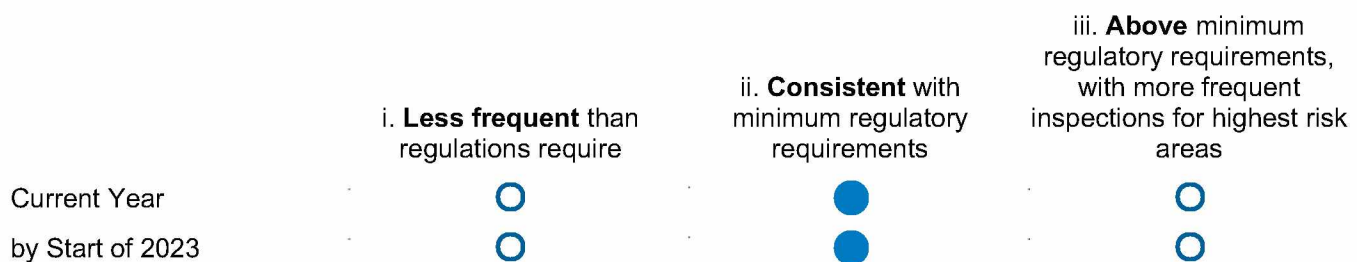 i. Less frequent than
regulations require
ii. Consistent with
minimum regulatory
requirements
iii. Above minimum
regulatory requirements,
with more frequent
inspections for highest risk
areas
Current Year
by Start of 2023